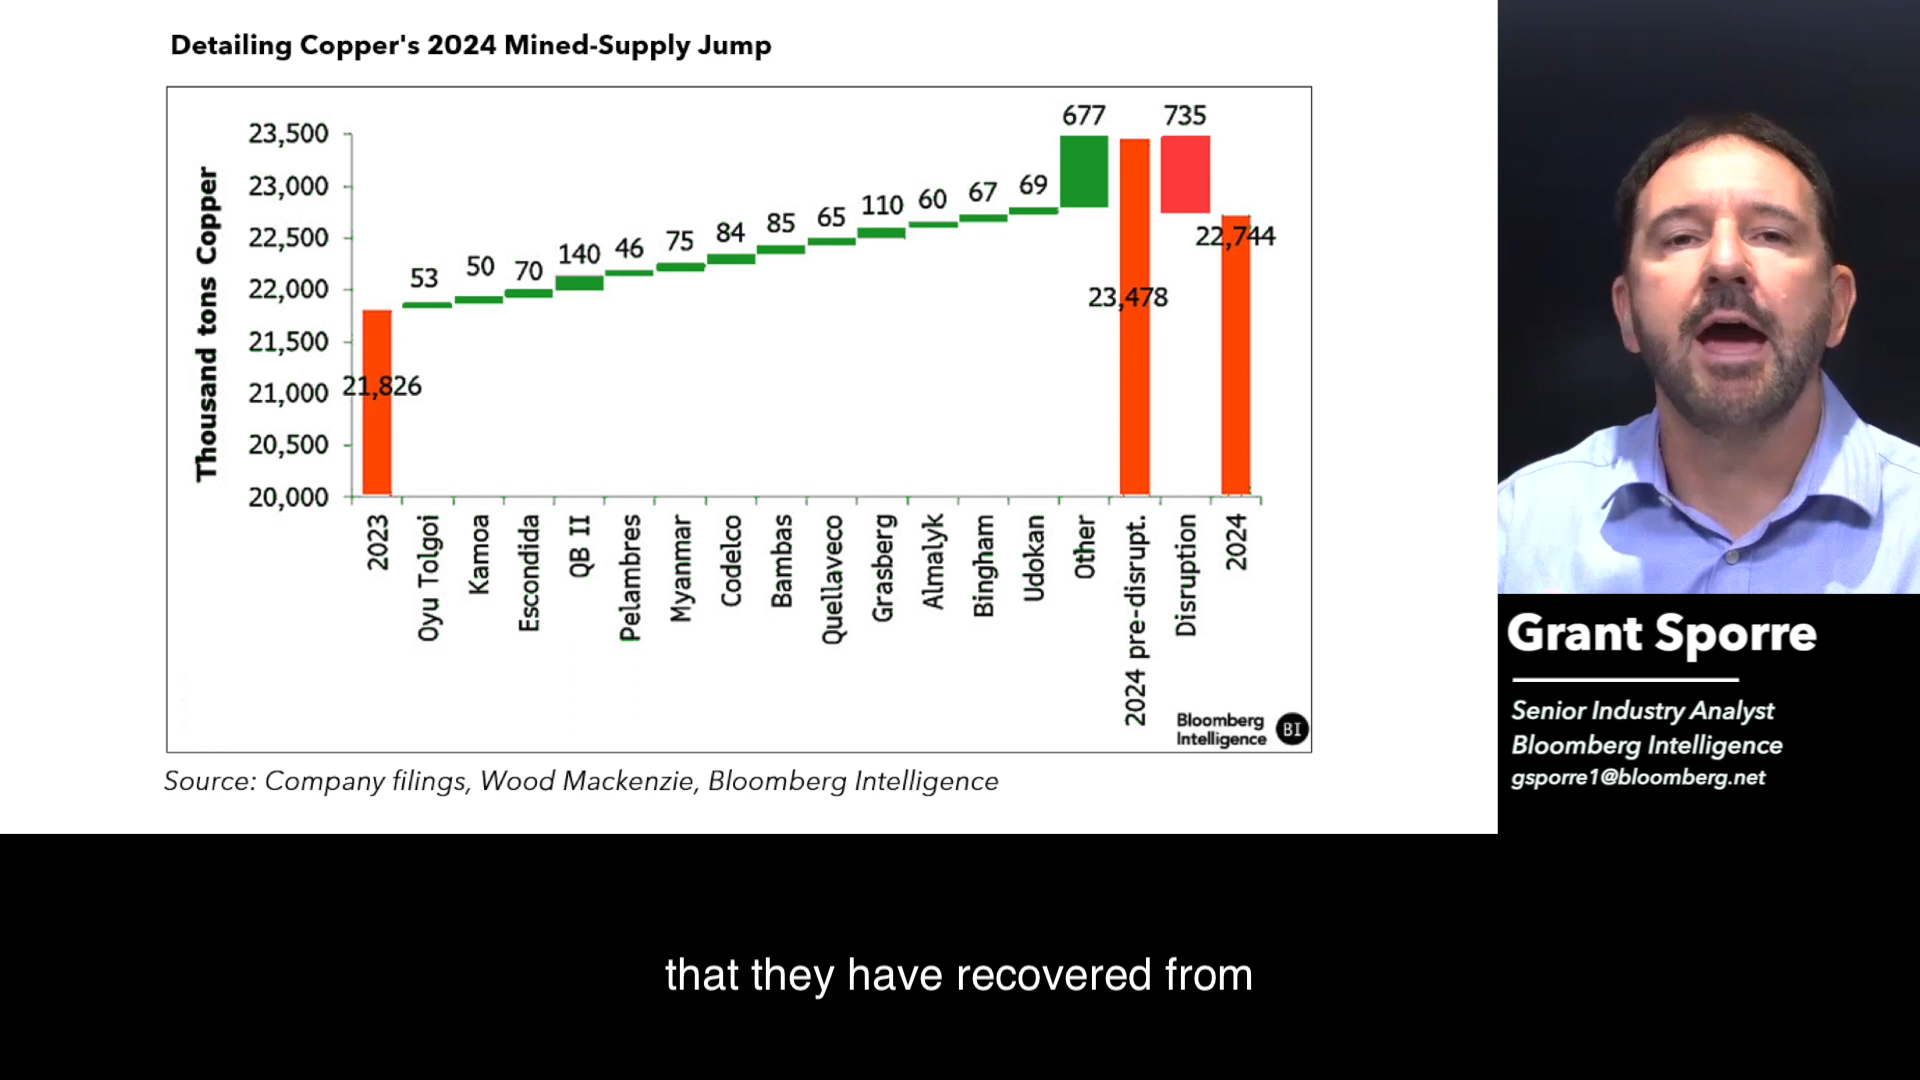 Detailing Copper's 2024 Mined-Supply Jump
Thousand tons Copper
23,500
23,000
22,500
22,000
21,500
21,000
20,500
20,000
21,826
53
50
70
140
46
75
84
85
65
110
60
67
69
677
23,478
735
22,744
2023
Oyu Tolgoi
Kamoa
Escondida
QB II
Pelambres
Myanmar
Codelco
Bambas
Quellaveco
Grasberg
Almalyk
Bingham
Udokan
Other
2024 pre-disrupt.
Disruption
2024
Bloomberg
Intelligence
BI
Source: Company filings, Wood Mackenzie, Bloomberg Intelligence
Grant Sporre
Senior Industry Analyst
Bloomberg Intelligence
gsporre1@bloomberg.net
that they have recovered from